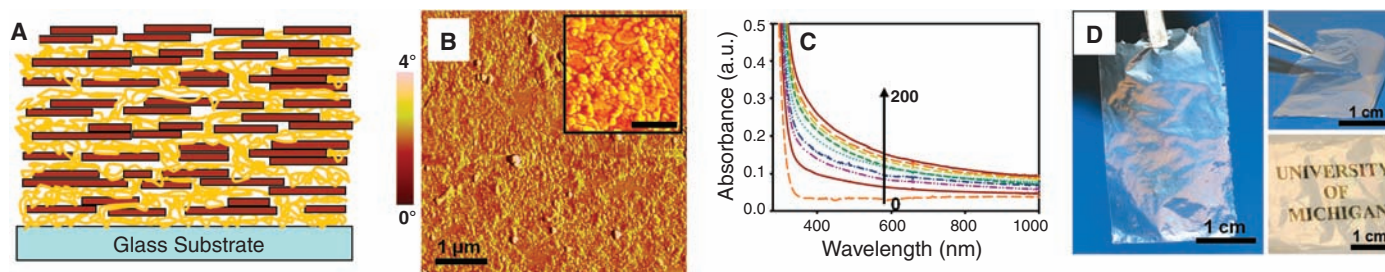 A
Glass Substrate
4°
0°
B
1 μm
C
Absorbance (a.u.)
0.5
0.4
0.3
0.2
0.1
0.0
200
0
400
600
800
1000
Wavelength (nm)
D
1 cm
1 cm
UNIVERSITY
OF
MICHIGAN
1 cm